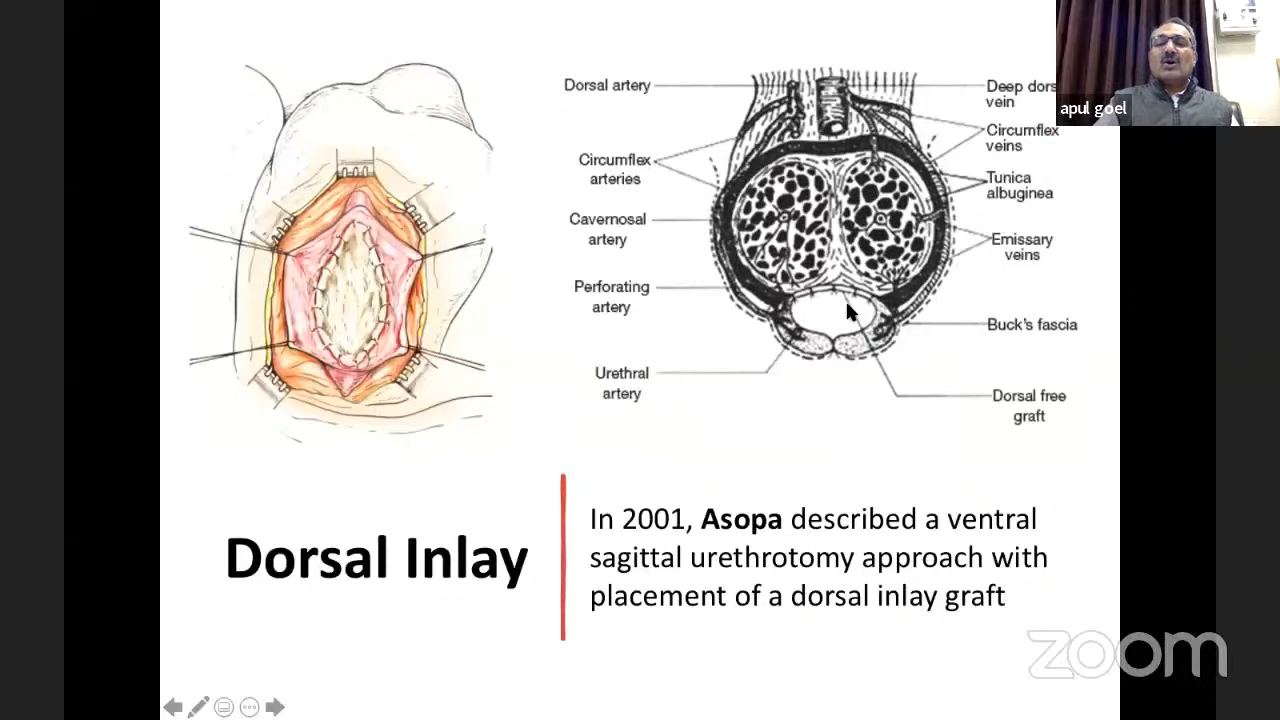 Dorsal artery
Circumflex
arteries
Cavernosal
artery
Perforating
artery
Urethral
artery
Deep dors
vein
Circumflex
veins
Tunica
albuginea
Emissary
veins
Buck's fascia
Dorsal free
graft
apul goel
Dorsal Inlay
In 2001, Asopa described a ventral
sagittal urethrotomy approach with
placement of a dorsal inlay graft
zoom